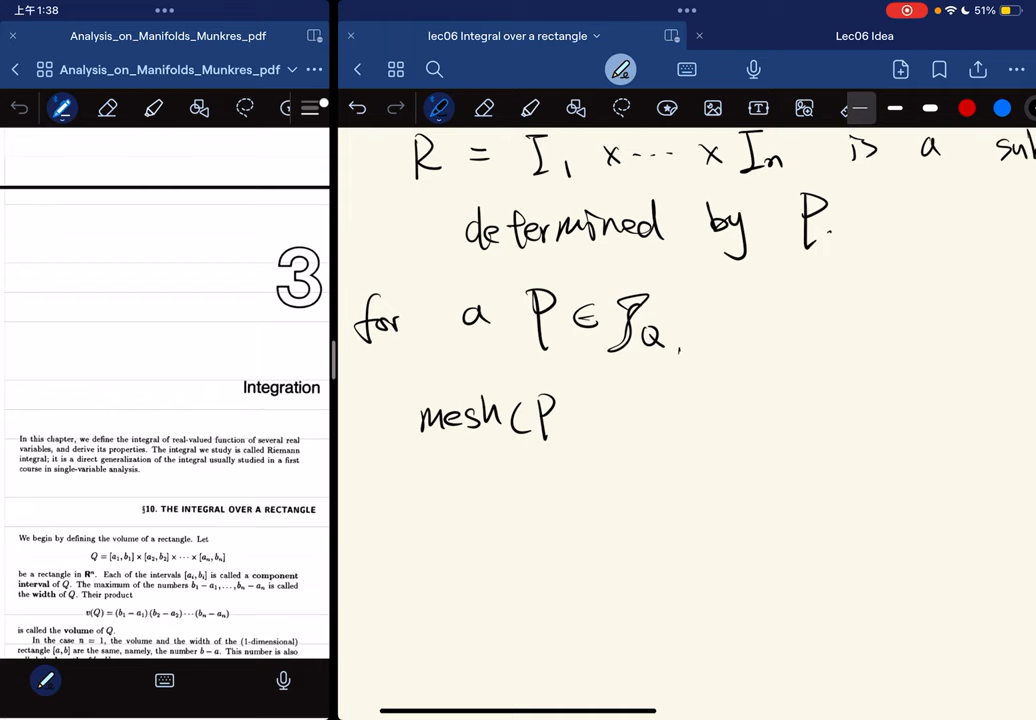 上午1:38
51%
Analysis_on_Manifolds_Munkres_pdf
lec06 Integral over a rectangle
Lec06 Idea
Analysis_on_Manifolds_Munkres_pdf
3
Integration
In this chapter, we define the integral of real-valued function of several real
variables, and derive its properties. The integral we study is called Riemann
integral; it is a direct generalization of the integral usually studied in a first
course in single-variable analysis.
§10. THE INTEGRAL OVER A RECTANGLE
We begin by defining the volume of a rectangle. Let
Q = [a₁, b₁] × [a₂, b₂] × ··· × [aₙ, bₙ]
be a rectangle in Rⁿ. Each of the intervals [aᵢ, bᵢ] is called a component
interval of Q. The maximum of the numbers b₁ − a₁, . . . , bₙ − aₙ is called
the width of Q. Their product
v(Q) = (b₁ − a₁)(b₂ − a₂) ··· (bₙ − aₙ)
is called the volume of Q.
In the case n = 1, the volume and the width of the (1-dimensional)
rectangle [a, b] are the same, namely, the number b − a. This number is also
R = I₁ × ··· × Iₙ is a sub
determined by P.
for a P ∈ 𝒫_Q,
mesh(P